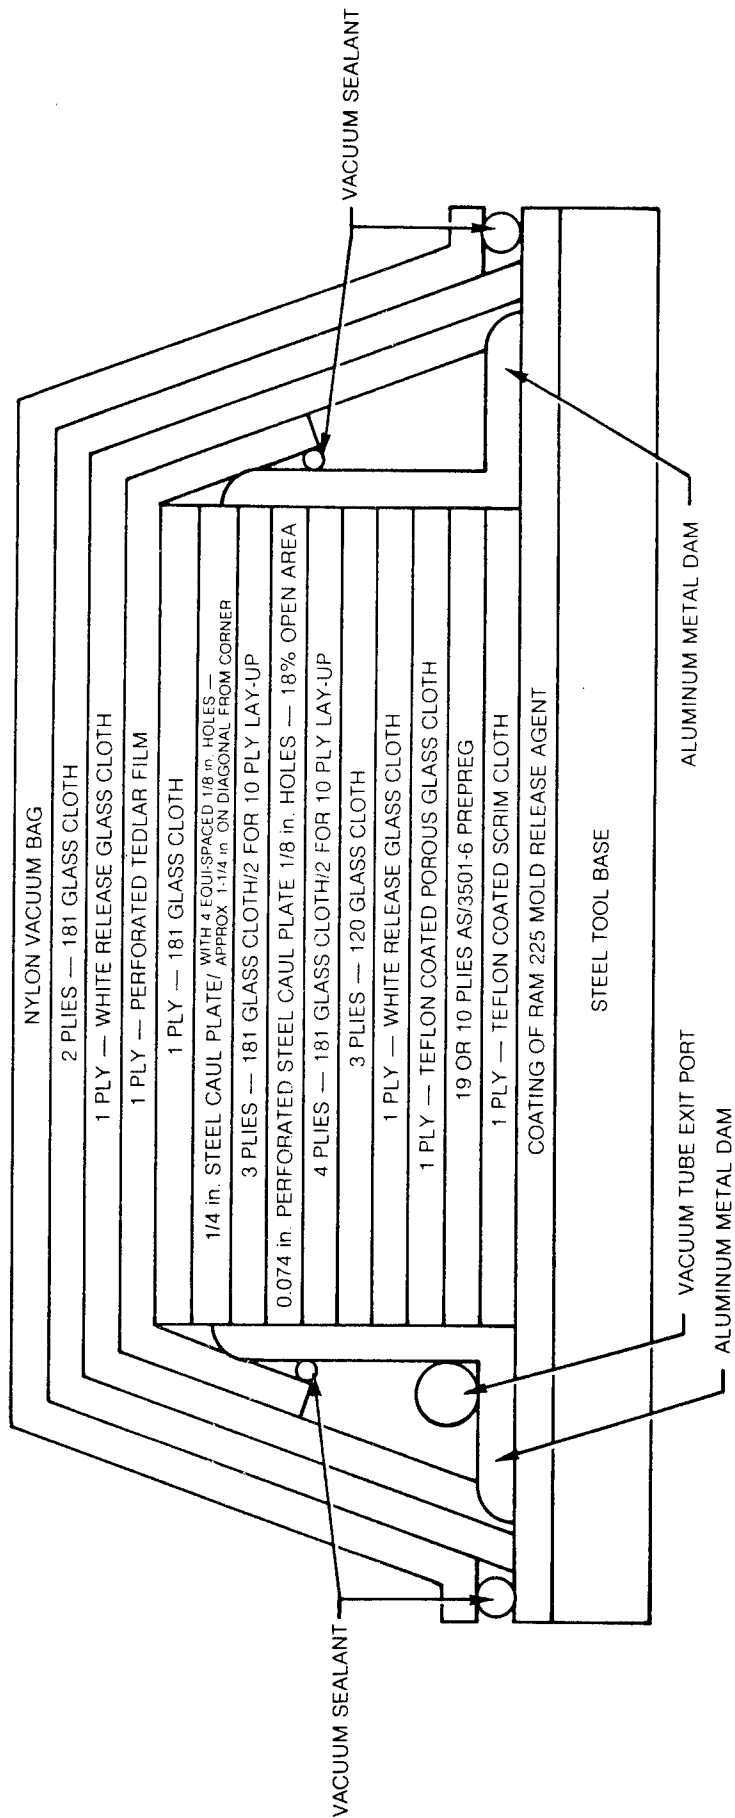 NYLON VACUUM BAG
2 PLIES — 181 GLASS CLOTH
1 PLY — WHITE RELEASE GLASS CLOTH
1 PLY — PERFORATED TEDLAR FILM
1 PLY — 181 GLASS CLOTH
1/4 in. STEEL CAUL PLATE/ WITH 4 EQUI-SPACED 1/8 in. HOLES —
APPROX 1-1/4 in ON DIAGONAL FROM CORNER
3 PLIES — 181 GLASS CLOTH/2 FOR 10 PLY LAY-UP
0.074 in. PERFORATED STEEL CAUL PLATE 1/8 in. HOLES — 18% OPEN AREA
4 PLIES — 181 GLASS CLOTH/2 FOR 10 PLY LAY-UP
3 PLIES — 120 GLASS CLOTH
1 PLY — WHITE RELEASE GLASS CLOTH
1 PLY — TEFLON COATED POROUS GLASS CLOTH
19 OR 10 PLIES AS/3501-6 PREPREG
1 PLY — TEFLON COATED SCRIM CLOTH
COATING OF RAM 225 MOLD RELEASE AGENT
STEEL TOOL BASE
VACUUM SEALANT
VACUUM SEALANT
VACUUM TUBE EXIT PORT
ALUMINUM METAL DAM
ALUMINUM METAL DAM